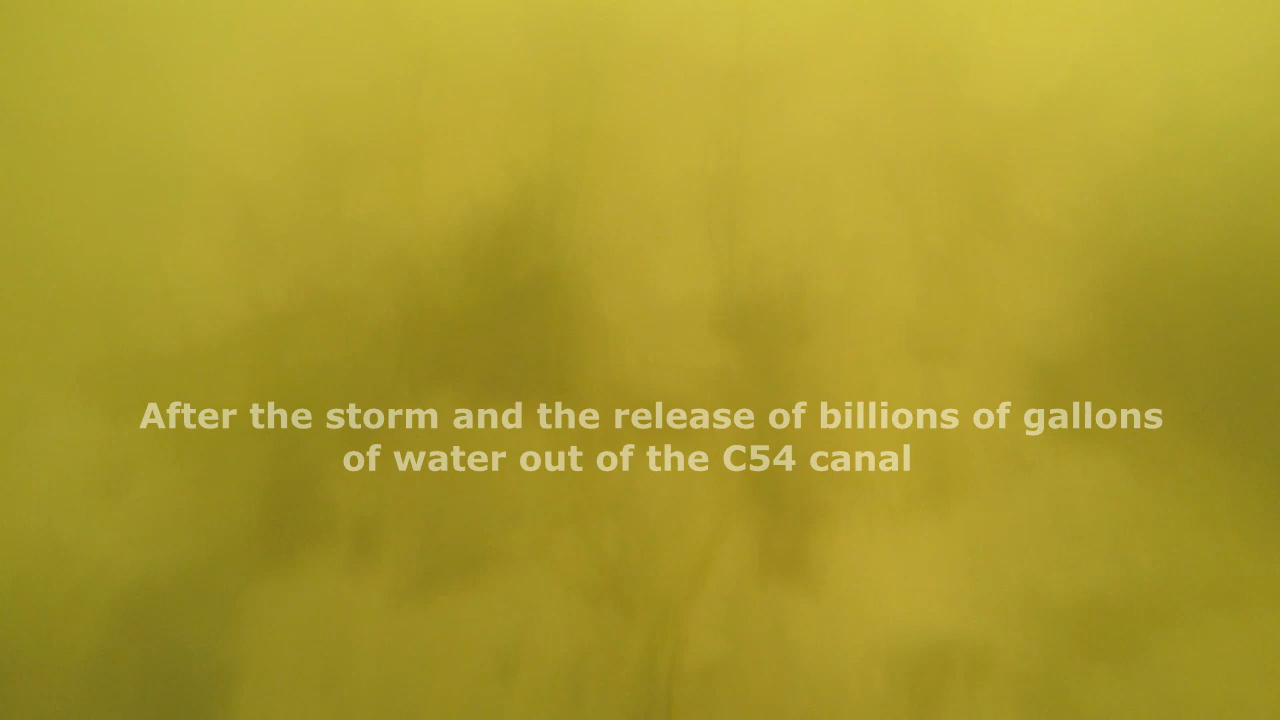 After the storm and the release of billions of gallons
of water out of the C54 canal